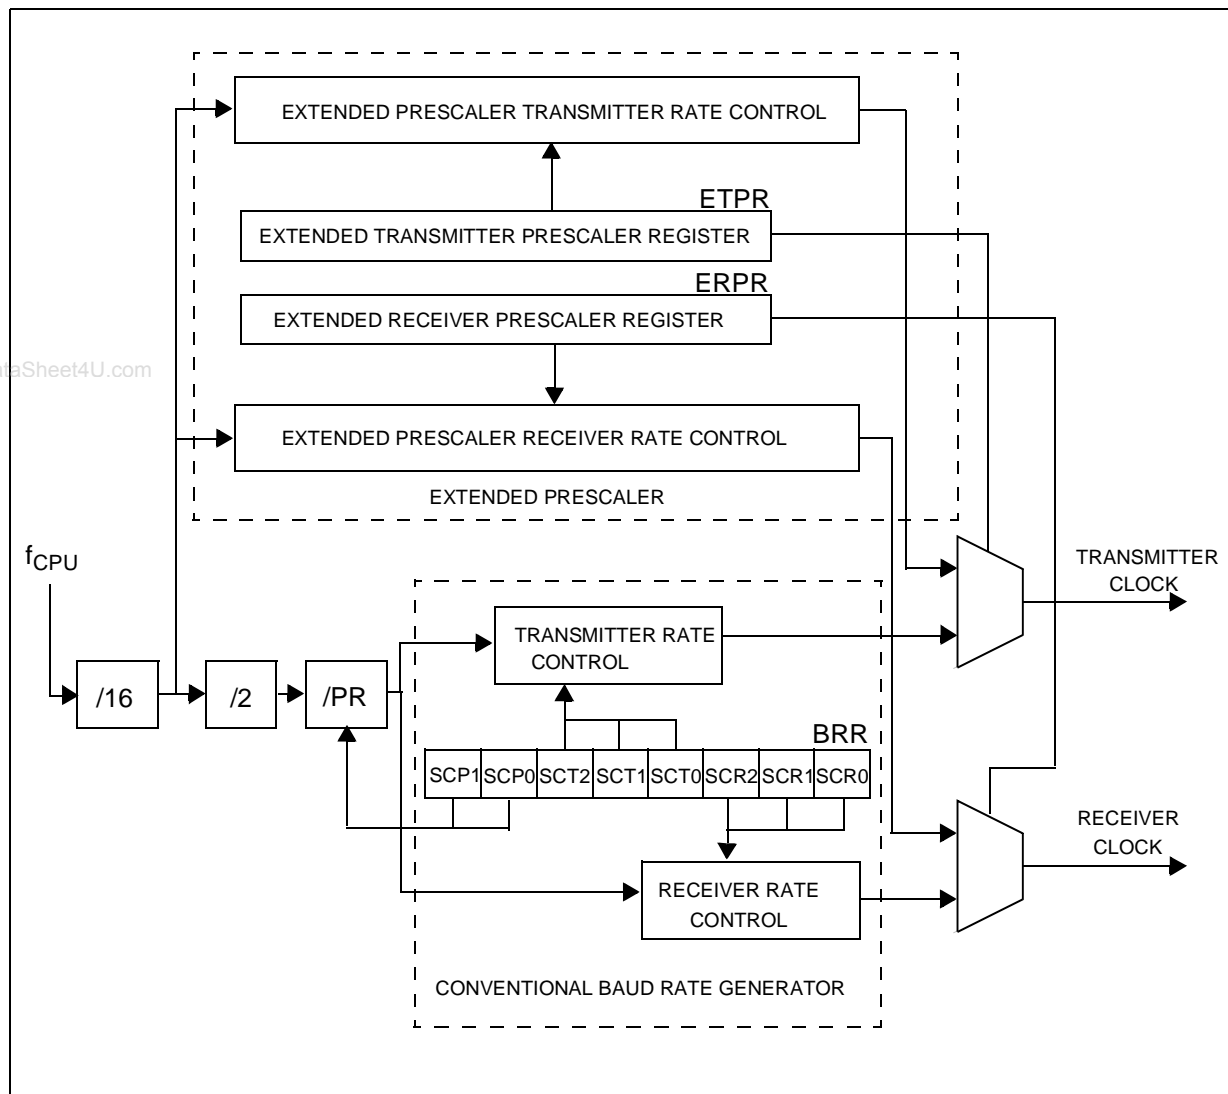 EXTENDED PRESCALER TRANSMITTER RATE CONTROL
ETPR
EXTENDED TRANSMITTER PRESCALER REGISTER
ERPR
EXTENDED RECEIVER PRESCALER REGISTER
taSheet4U.com
EXTENDED PRESCALER RECEIVER RATE CONTROL
EXTENDED PRESCALER
fCPU
TRANSMITTER
CLOCK
TRANSMITTER RATE
CONTROL
/16
/2
/PR
BRR
SCP1 SCP0 SCT2 SCT1 SCT0 SCR2 SCR1 SCR0
RECEIVER
CLOCK
RECEIVER RATE
CONTROL
CONVENTIONAL BAUD RATE GENERATOR